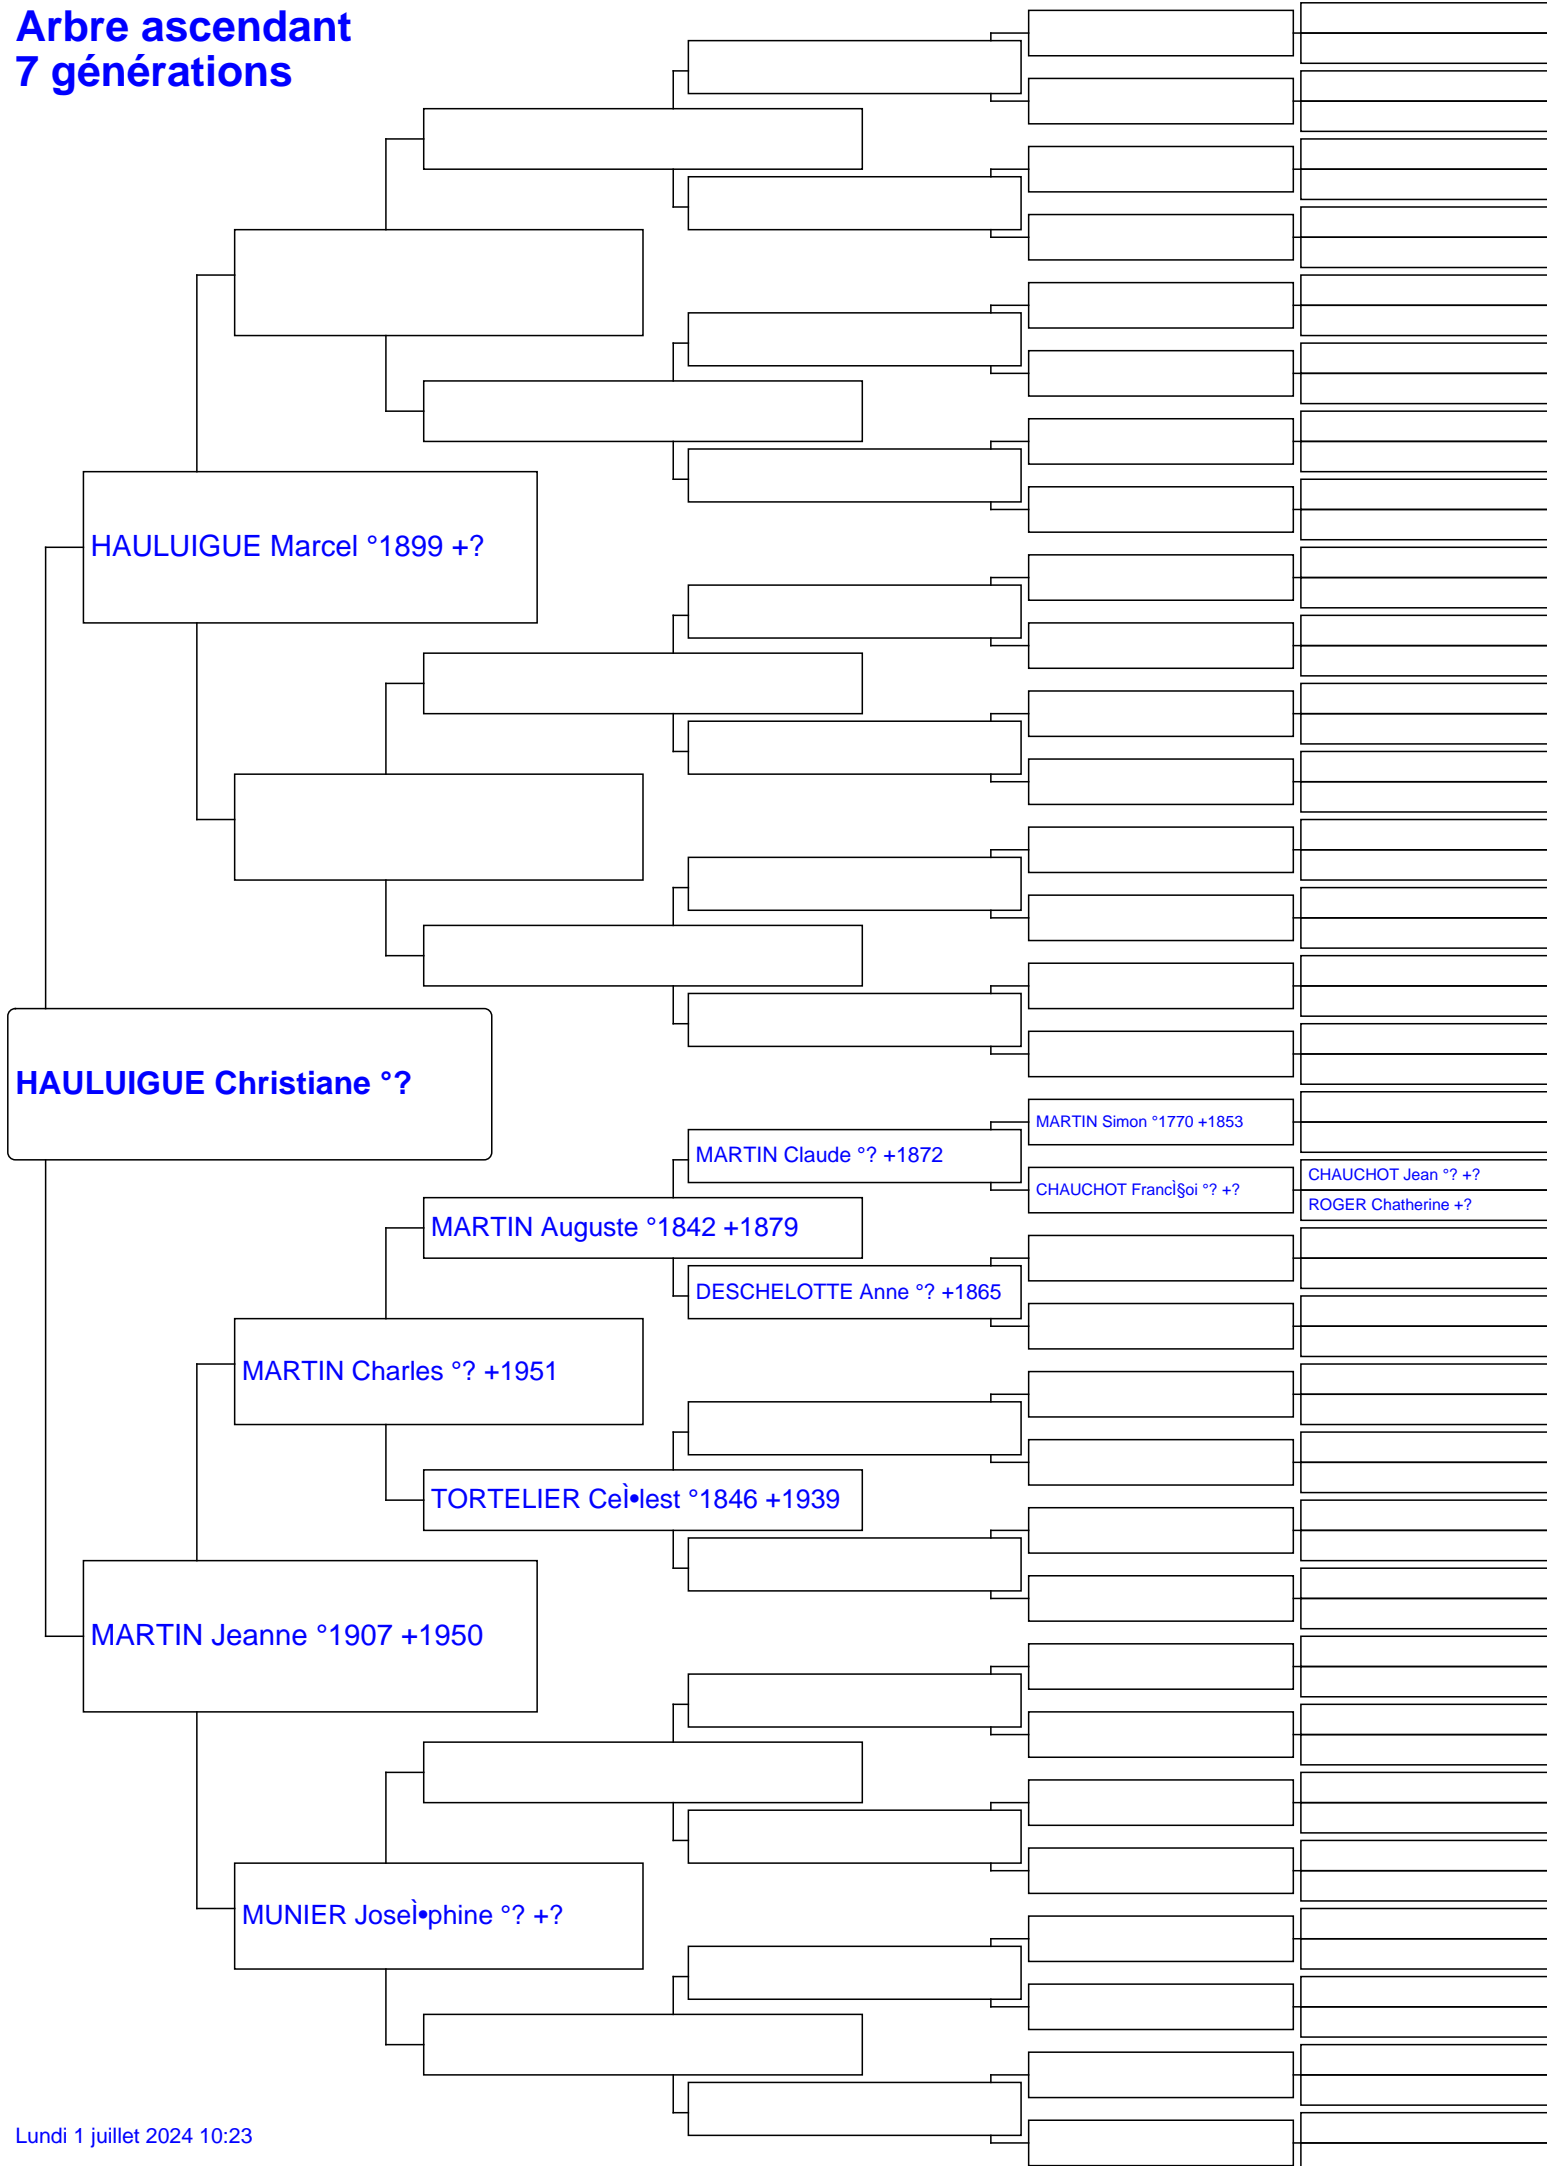 Arbre ascendant
7 générations
HAULUIGUE Marcel °1899 +?
HAULUIGUE Christiane °?
MARTIN Simon °1770 +1853
MARTIN Claude °? +1872
CHAUCHOT Jean °? +?
CHAUCHOT FrancÌ§oi °? +?
ROGER Chatherine +?
MARTIN Auguste °1842 +1879
DESCHELOTTE Anne °? +1865
MARTIN Charles °? +1951
TORTELIER CeÌ•lest °1846 +1939
MARTIN Jeanne °1907 +1950
MUNIER JoseÌ•phine °? +?
Lundi 1 juillet 2024 10:23